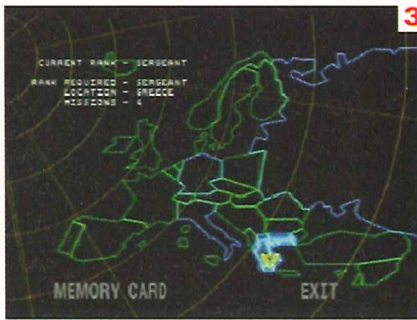 3
CURRENT RANK - SERGEANT
RANK REQUIRED - SERGEANT
LOCATION - GREECE
MISSIONS - 4
MEMORY CARD
EXIT